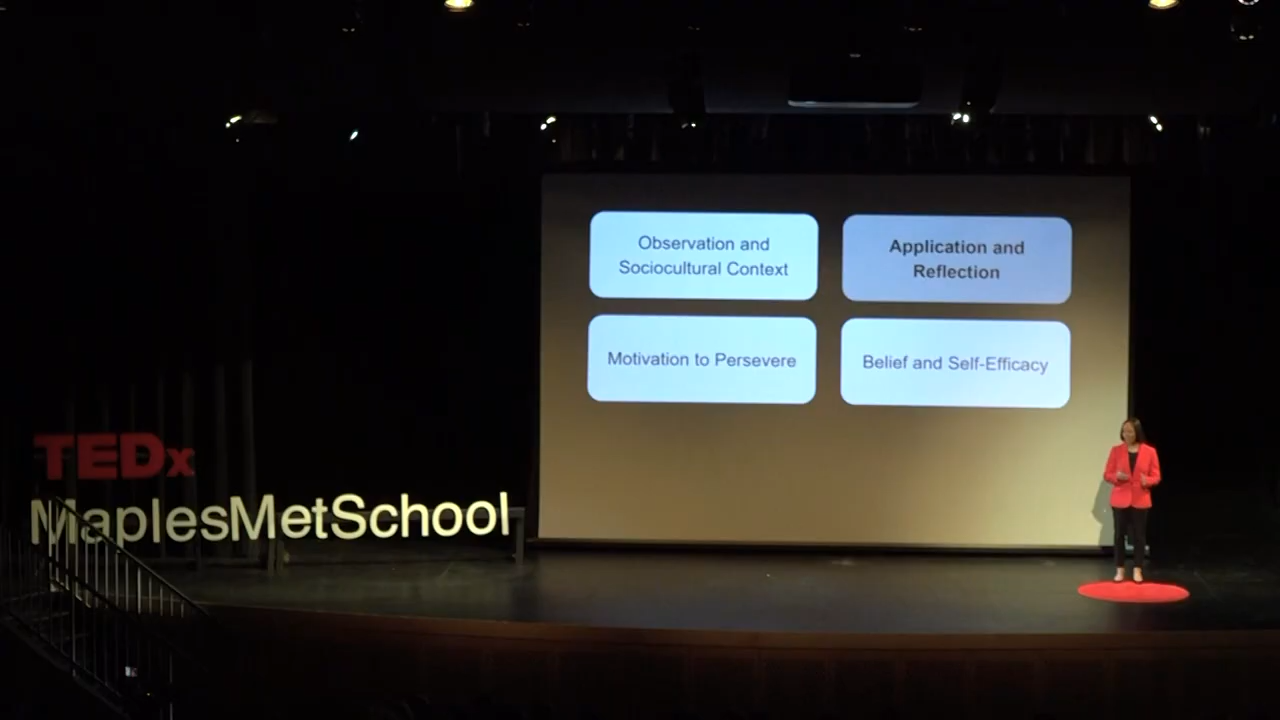 Observation and
Sociocultural Context
Application and
Reflection
Motivation to Persevere
Belief and Self-Efficacy
TEDx
MaplesMetSchool